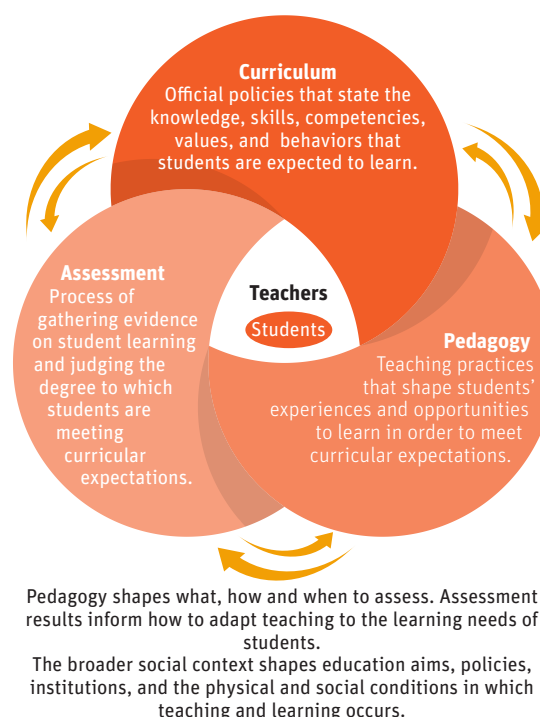 Curriculum
Official policies that state the
knowledge, skills, competencies,
values, and behaviors that
students are expected to learn.
Assessment
Process of
gathering evidence
on student learning
and judging the
degree to which
students are
meeting
curricular
expectations.
Teachers
Students
Pedagogy
Teaching practices
that shape students’
experiences and opportunities
to learn in order to meet
curricular expectations.
Pedagogy shapes what, how and when to assess. Assessment
results inform how to adapt teaching to the learning needs of
students.
The broader social context shapes education aims, policies,
institutions, and the physical and social conditions in which
teaching and learning occurs.